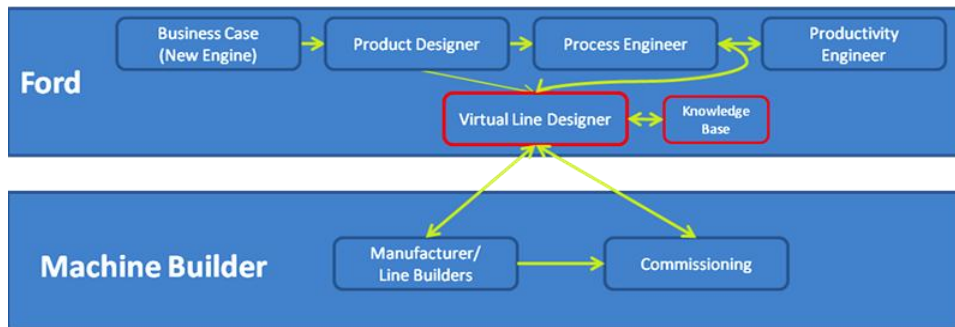 Business Case
(New Engine)
Product Designer
Process Engineer
Productivity
Engineer
Ford
Virtual Line Designer
Knowledge
Base
Machine Builder
Manufacturer/
Line Builders
Commissioning